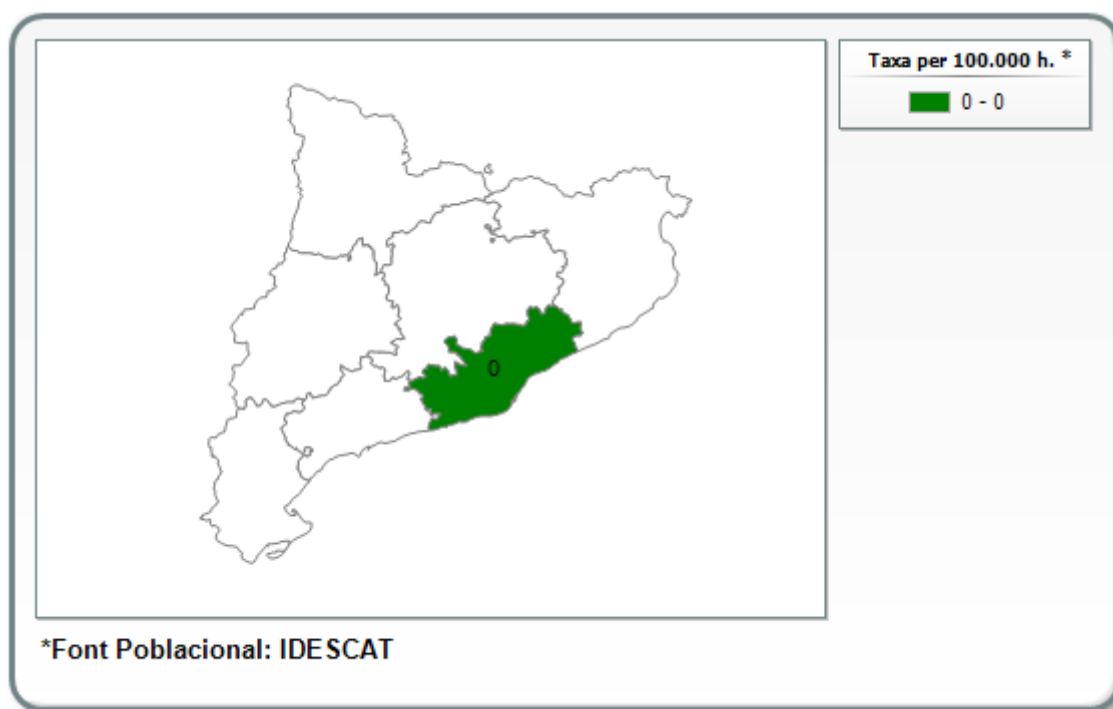 Taxa per 100.000 h. *
0 - 0
0
*Font Poblacional: IDESCAT